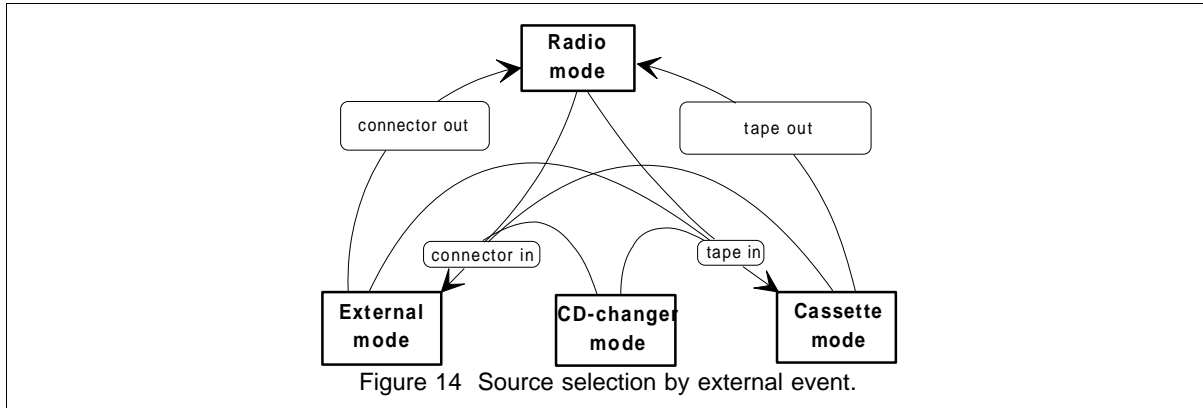 Radio
mode
connector out
tape out
connector in
tape in
External
mode
CD-changer
mode
Cassette
mode
Figure 14 Source selection by external event.